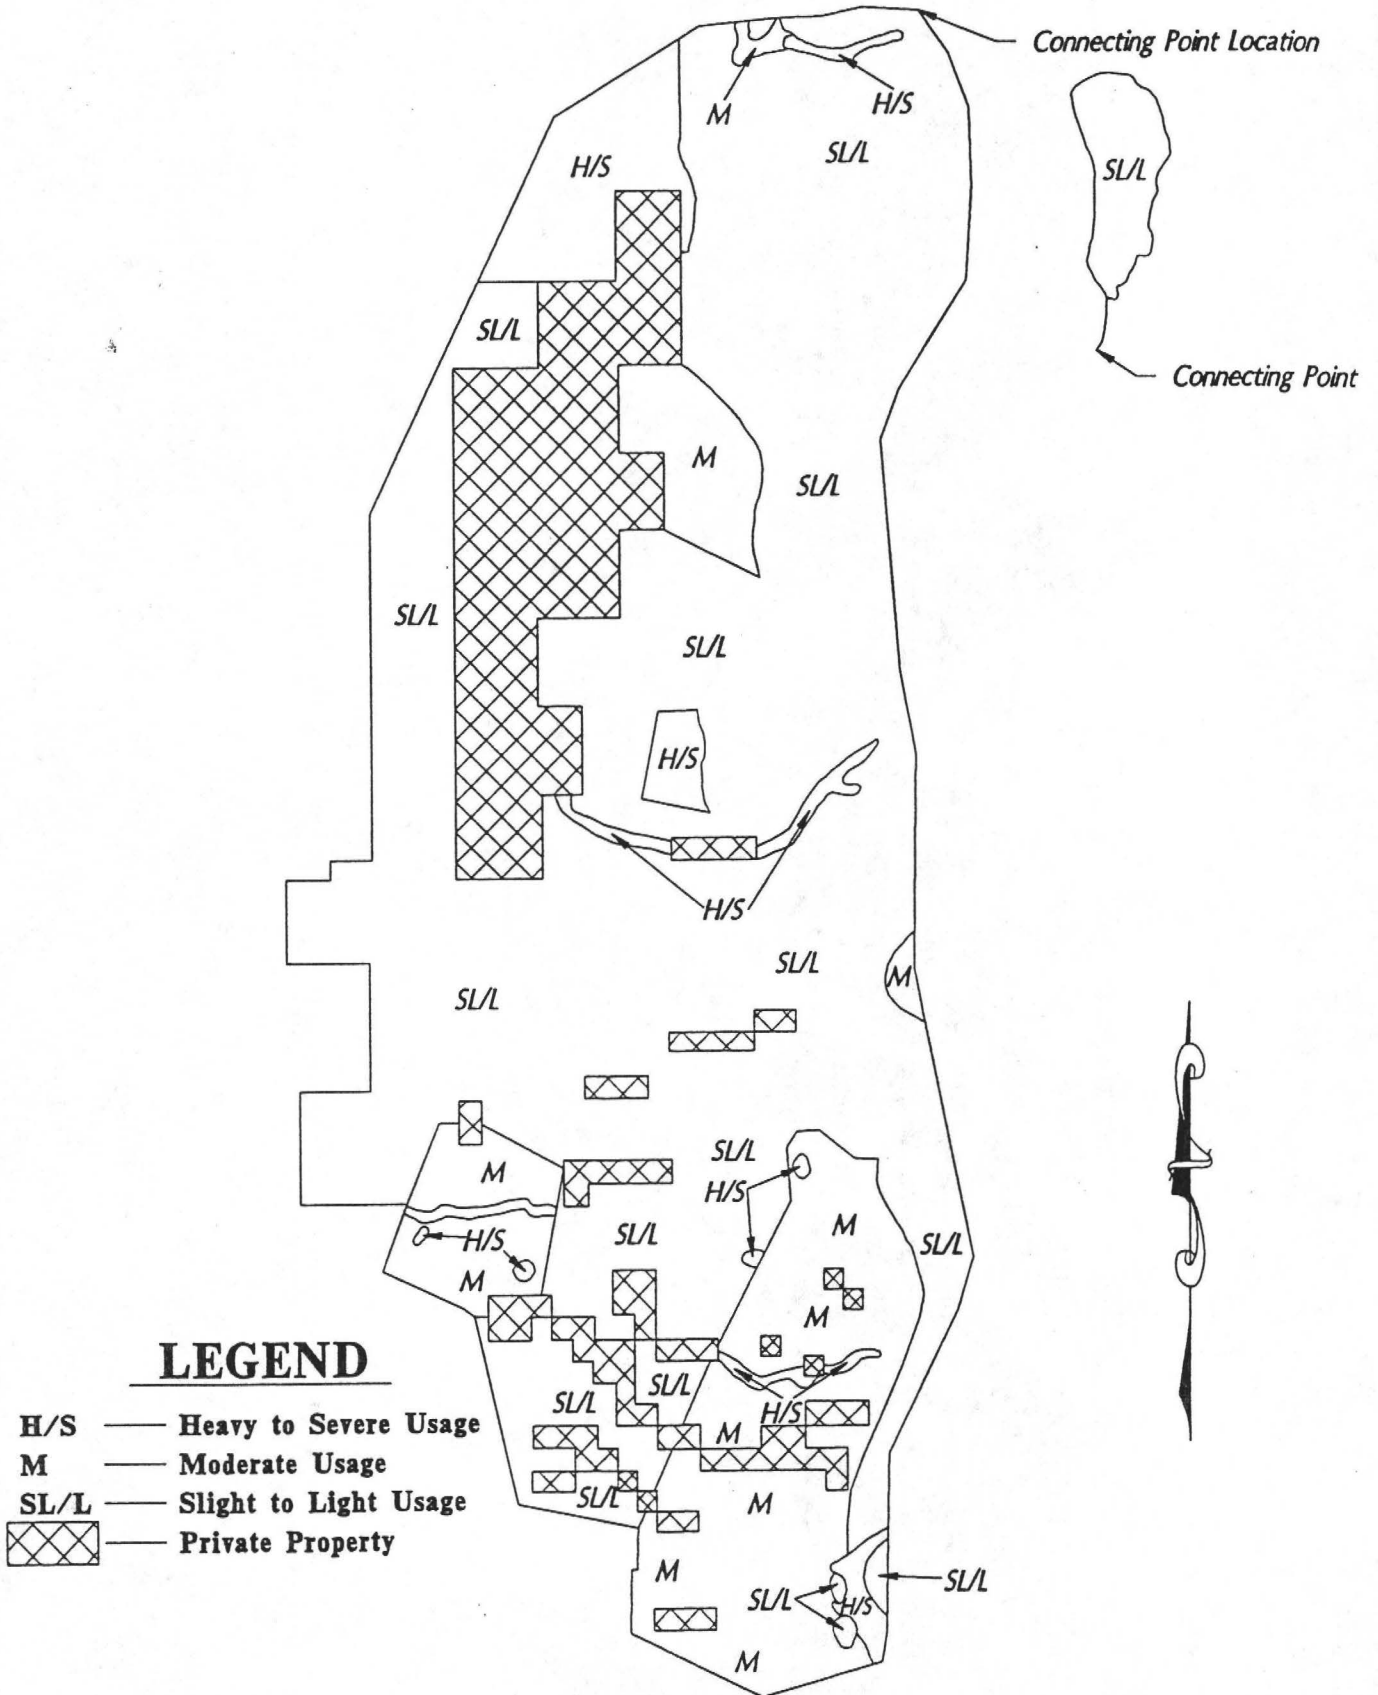 Connecting Point Location
M
H/S
SL/L
H/S
SL/L
SL/L
Connecting Point
M
SL/L
SL/L
SL/L
H/S
H/S
SL/L
M
SL/L
SL/L
M
H/S
M
SL/L
SL/L
H/S
M
M
SL/L
SL/L
H/S
M
M
SL/L
M
SL/L
SL/L
H/S
M
LEGEND
H/S Heavy to Severe Usage
M Moderate Usage
SL/L Slight to Light Usage
Private Property